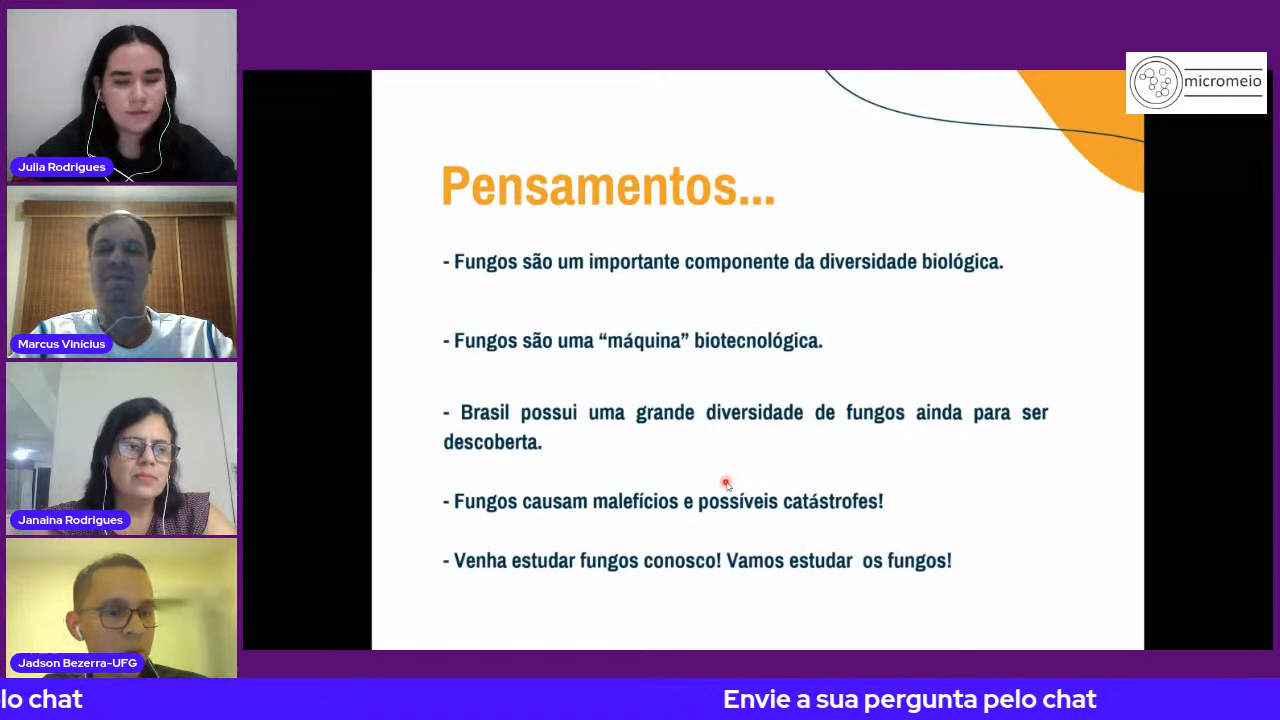 Julia Rodrigues
Marcus Vinícius
Janaina Rodrigues
Jadson Bezerra-UFG
micromeio
Pensamentos...
- Fungos são um importante componente da diversidade biológica.
- Fungos são uma “máquina” biotecnológica.
- Brasil possui uma grande diversidade de fungos ainda para ser
descoberta.
- Fungos causam malefícios e possíveis catástrofes!
- Venha estudar fungos conosco! Vamos estudar os fungos!
lo chat
Envie a sua pergunta pelo chat